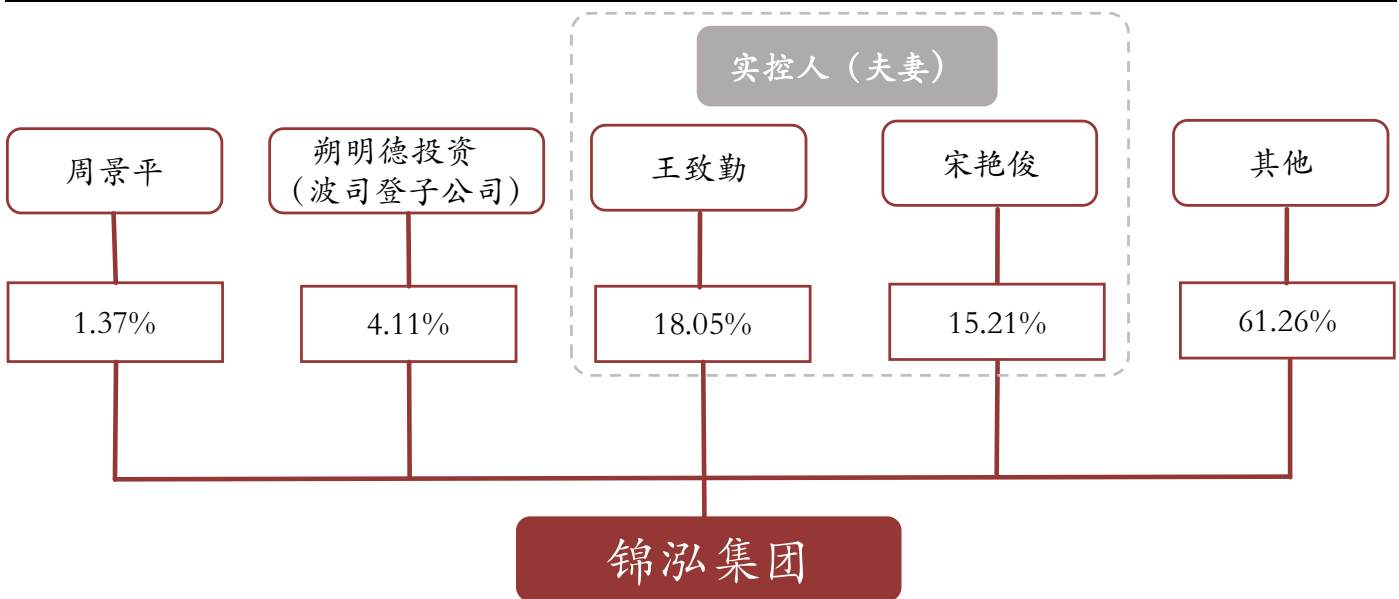 实控人（夫妻）
周景平
朔明德投资
（波司登子公司）
王致勤
宋艳俊
其他
1.37%
4.11%
18.05%
15.21%
61.26%
锦泓集团